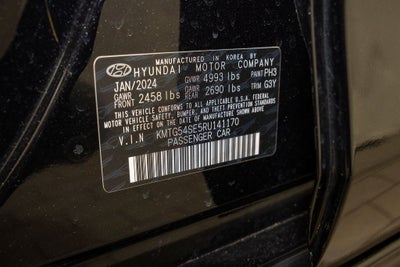 MANUFACTURED IN KOREA BY
HYUNDAI MOTOR COMPANY
JAN/2024 GVWR 4993 lbs PAINT PH3
GAWR FRONT 2458 lbs GAWR REAR 2690 lbs TRIM G3Y
THIS VEHICLE CONFORMS TO ALL APPLICABLE U.S. FEDERAL
MOTOR VEHICLE SAFETY, BUMPER, AND THEFT PREVENTION STANDARDS
IN EFFECT ON THE DATE OF MANUFACTURE SHOWN ABOVE.
V.I.N KMTG54SE5RU141170
PASSENGER CAR